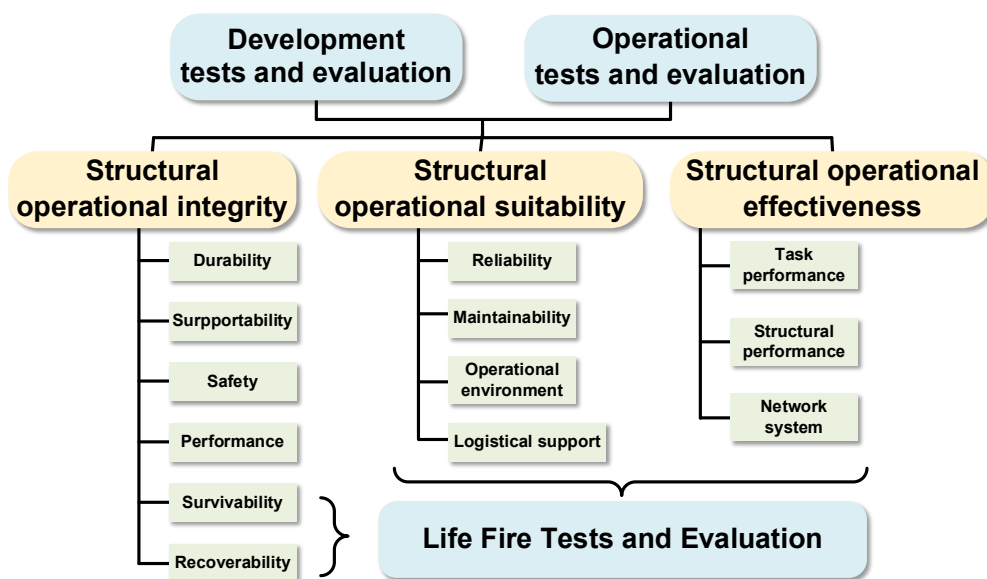 Development
tests and evaluation
Operational
tests and evaluation
Structural
operational integrity
Structural
operational suitability
Structural operational
effectiveness
Durability
Surpportability
Safety
Performance
Survivability
Recoverability
Reliability
Maintainability
Operational
environment
Logistical support
Task
performance
Structural
performance
Network
system
Life Fire Tests and Evaluation